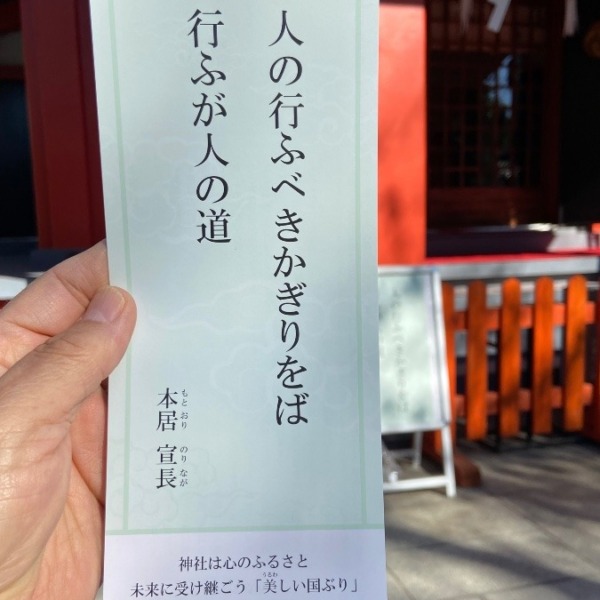 人の行ふべきかぎりをば
行ふが人の道
本居 宣長
もとおり のりなが
神社は心のふるさと
未来に受け継ごう「美しい国ぶり」
うるわ